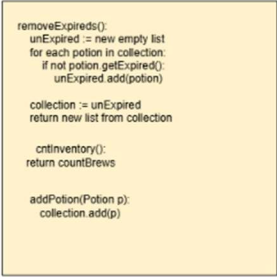 removeExpireds():
unExpired := new empty list
for each potion in collection:
if not potion.getExpired():
unExpired.add(potion)
collection := unExpired
return new list from collection
cntInventory():
return countBrews
addPotion(Potion p):
collection.add(p)